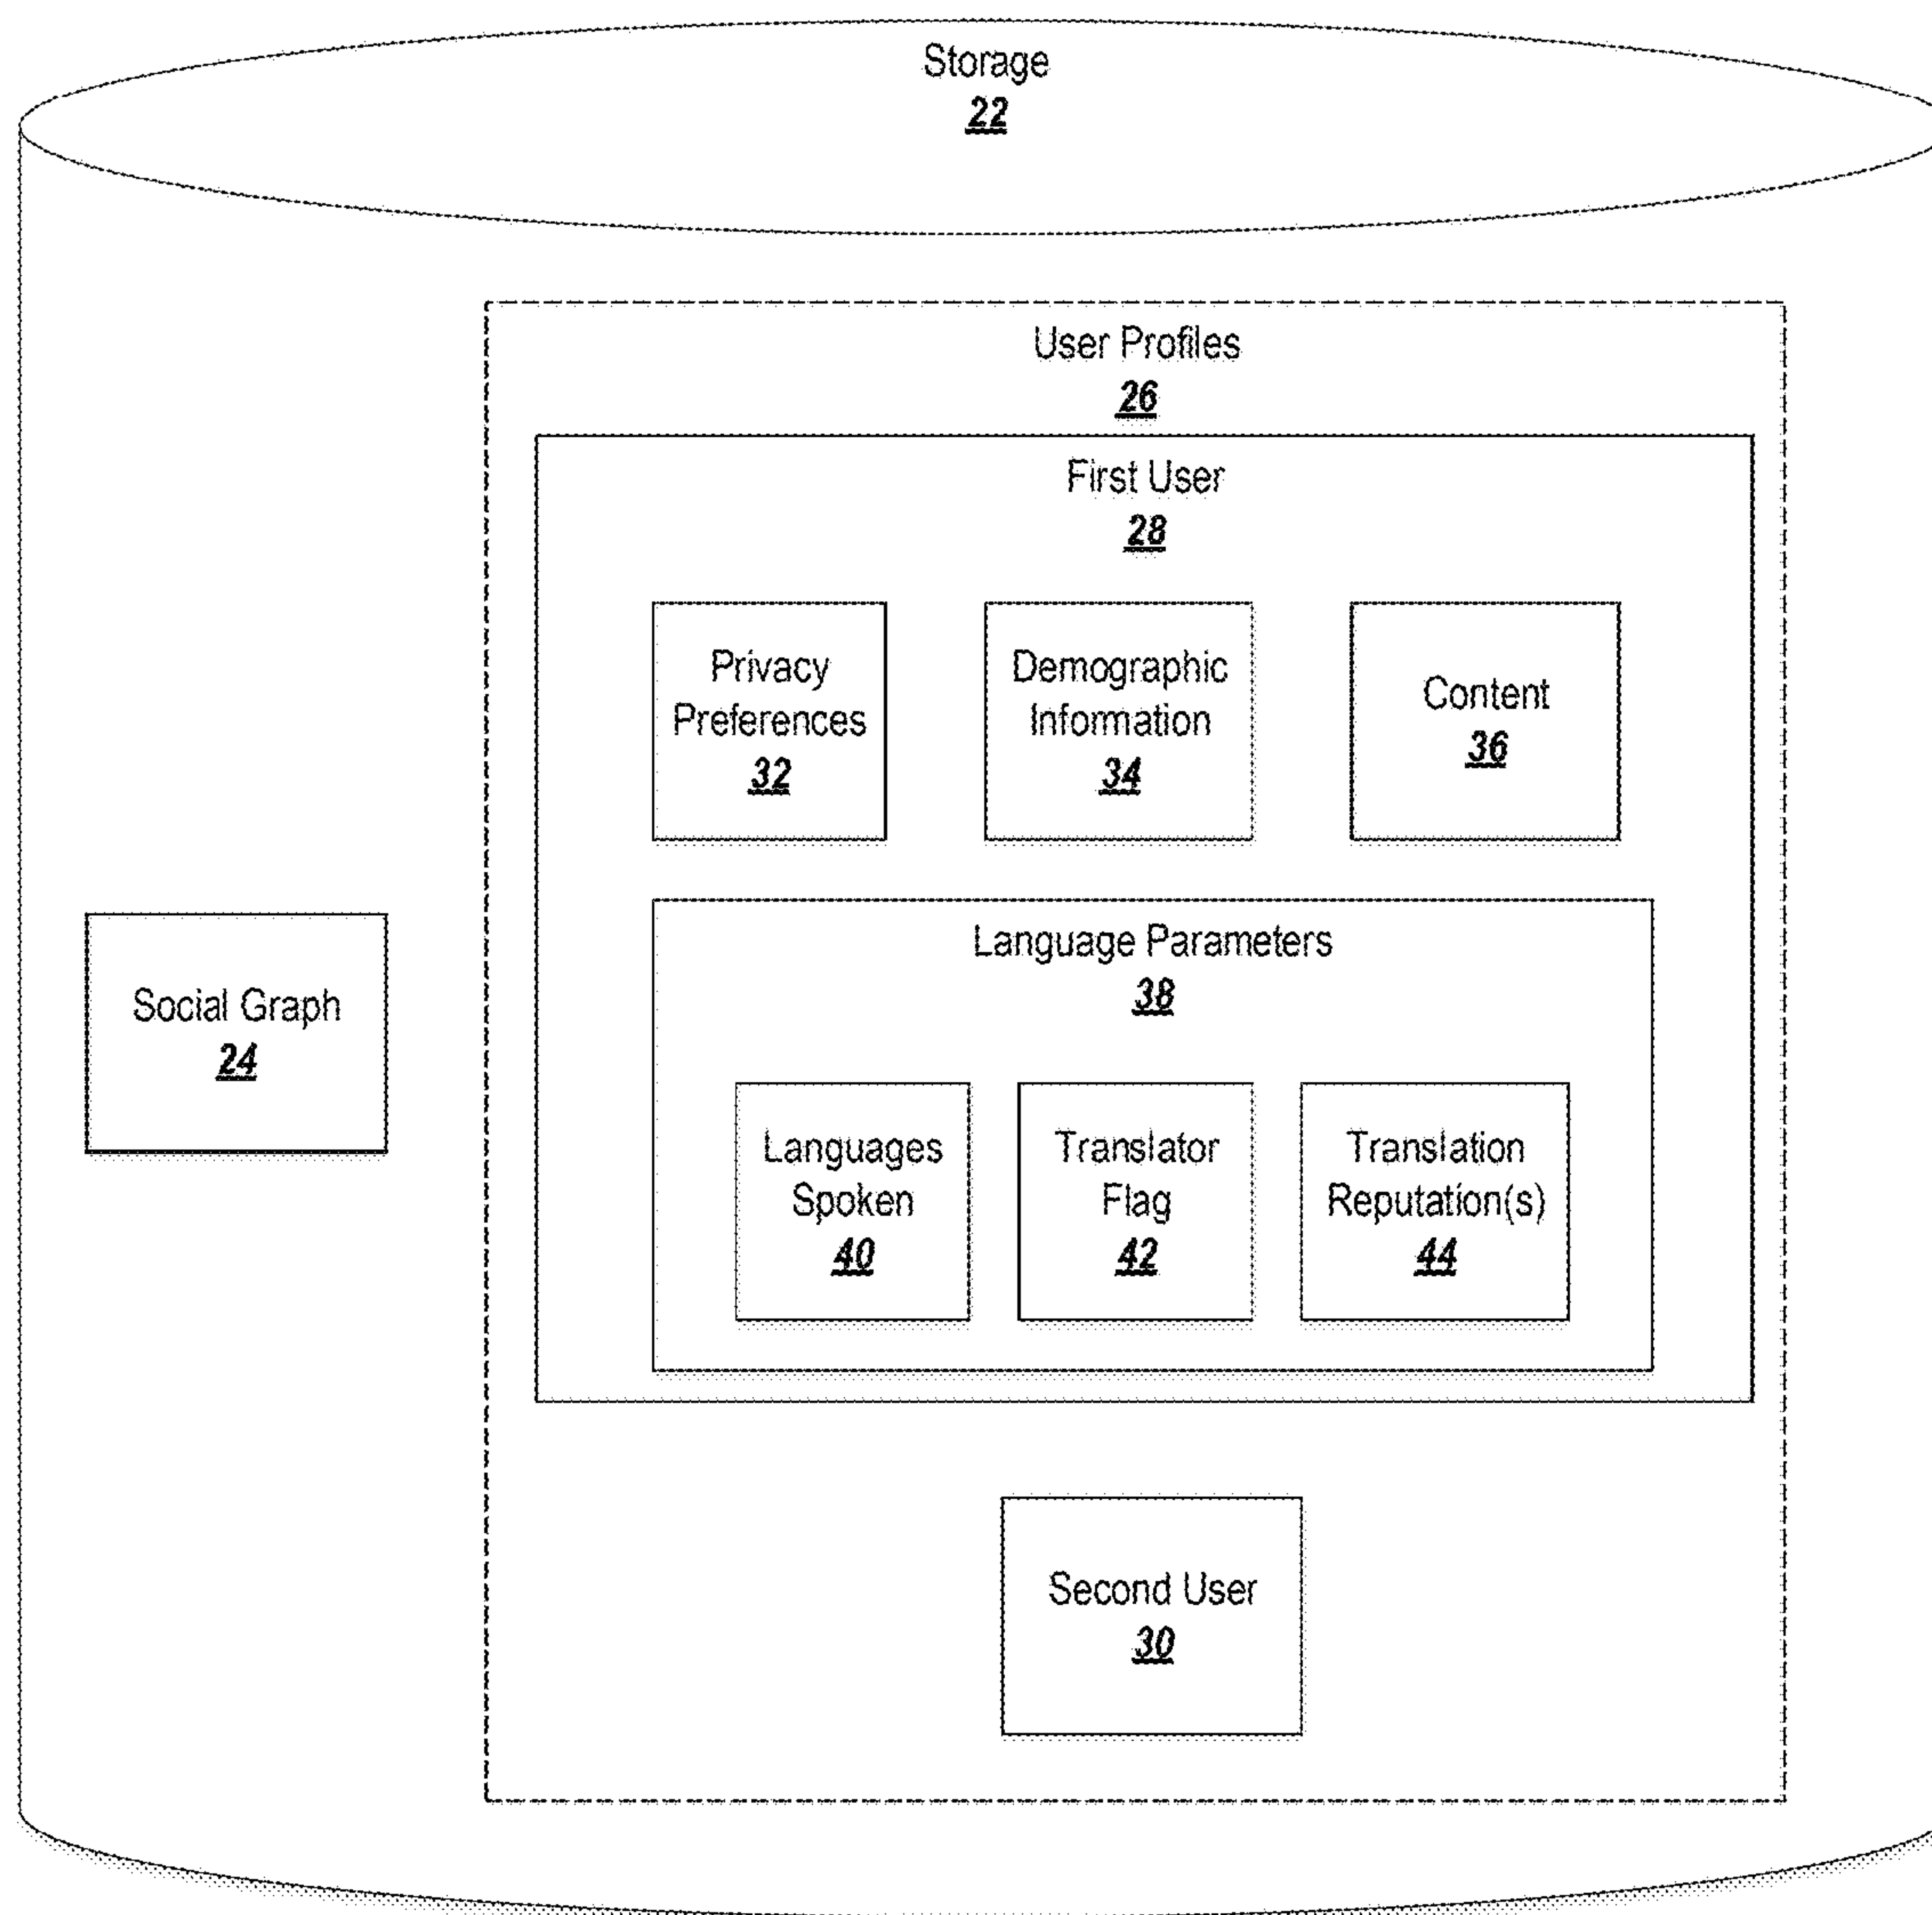 Storage
22
User Profiles
26
First User
28
Privacy
Preferences
32
Demographic
Information
34
Content
36
Language Parameters
38
Social Graph
24
Languages
Spoken
40
Translator
Flag
42
Translation
Reputation(s)
44
Second User
30